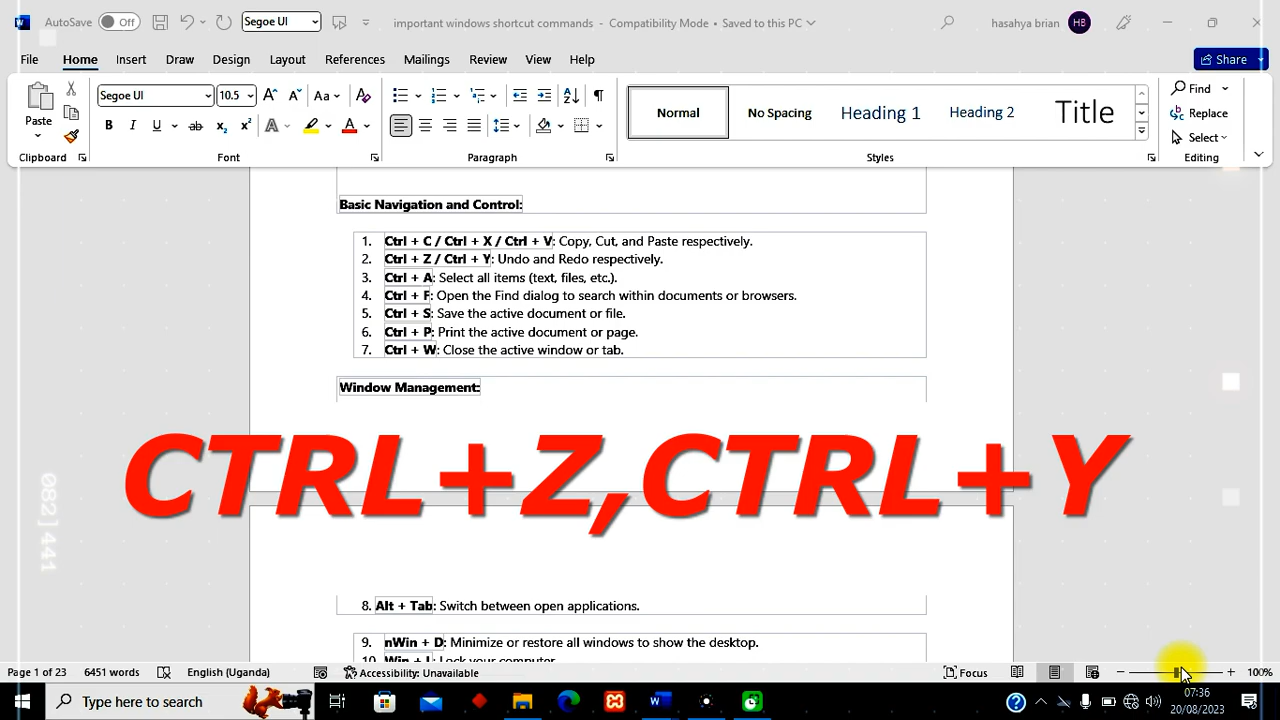 AutoSave Off Segoe UI important windows shortcut commands - Compatibility Mode - Saved to this PC hasahya brian HB
File Home Insert Draw Design Layout References Mailings Review View Help Share
Paste Segoe UI 10.5 Aa Normal No Spacing Heading 1 Heading 2 Title Find
Replace
Select
Clipboard Font Paragraph Styles Editing
Basic Navigation and Control:
1. Ctrl + C / Ctrl + X / Ctrl + V: Copy, Cut, and Paste respectively.
2. Ctrl + Z / Ctrl + Y: Undo and Redo respectively.
3. Ctrl + A: Select all items (text, files, etc.).
4. Ctrl + F: Open the Find dialog to search within documents or browsers.
5. Ctrl + S: Save the active document or file.
6. Ctrl + P: Print the active document or page.
7. Ctrl + W: Close the active window or tab.
Window Management:
CTRL+Z,CTRL+Y
082]441
8. Alt + Tab: Switch between open applications.
9. nWin + D: Minimize or restore all windows to show the desktop.
10. Win + L: Lock your computer.
Page 1 of 23 6451 words English (Uganda) Accessibility: Unavailable Focus 100%
Type here to search 07:36
20/08/2023